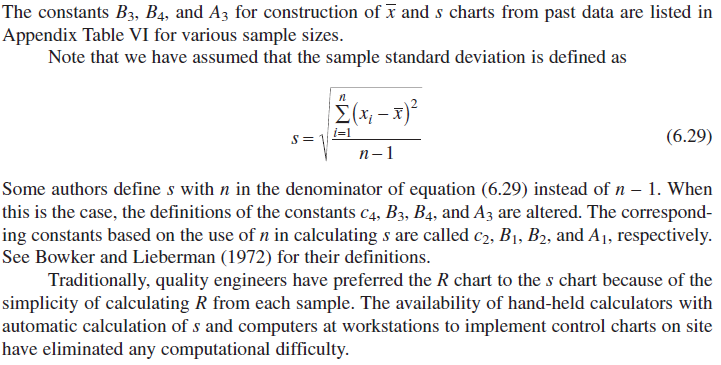 The constants B₃, B₄, and A₃ for construction of x̄ and s charts from past data are listed in
Appendix Table VI for various sample sizes.
Note that we have assumed that the sample standard deviation is defined as
s = √( ∑_{i=1}^{n} (xᵢ – x̄)² / (n – 1) ) (6.29)
Some authors define s with n in the denominator of equation (6.29) instead of n – 1. When
this is the case, the definitions of the constants c₄, B₃, B₄, and A₃ are altered. The correspond-
ing constants based on the use of n in calculating s are called c₂, B₁, B₂, and A₁, respectively.
See Bowker and Lieberman (1972) for their definitions.
Traditionally, quality engineers have preferred the R chart to the s chart because of the
simplicity of calculating R from each sample. The availability of hand-held calculators with
automatic calculation of s and computers at workstations to implement control charts on site
have eliminated any computational difficulty.